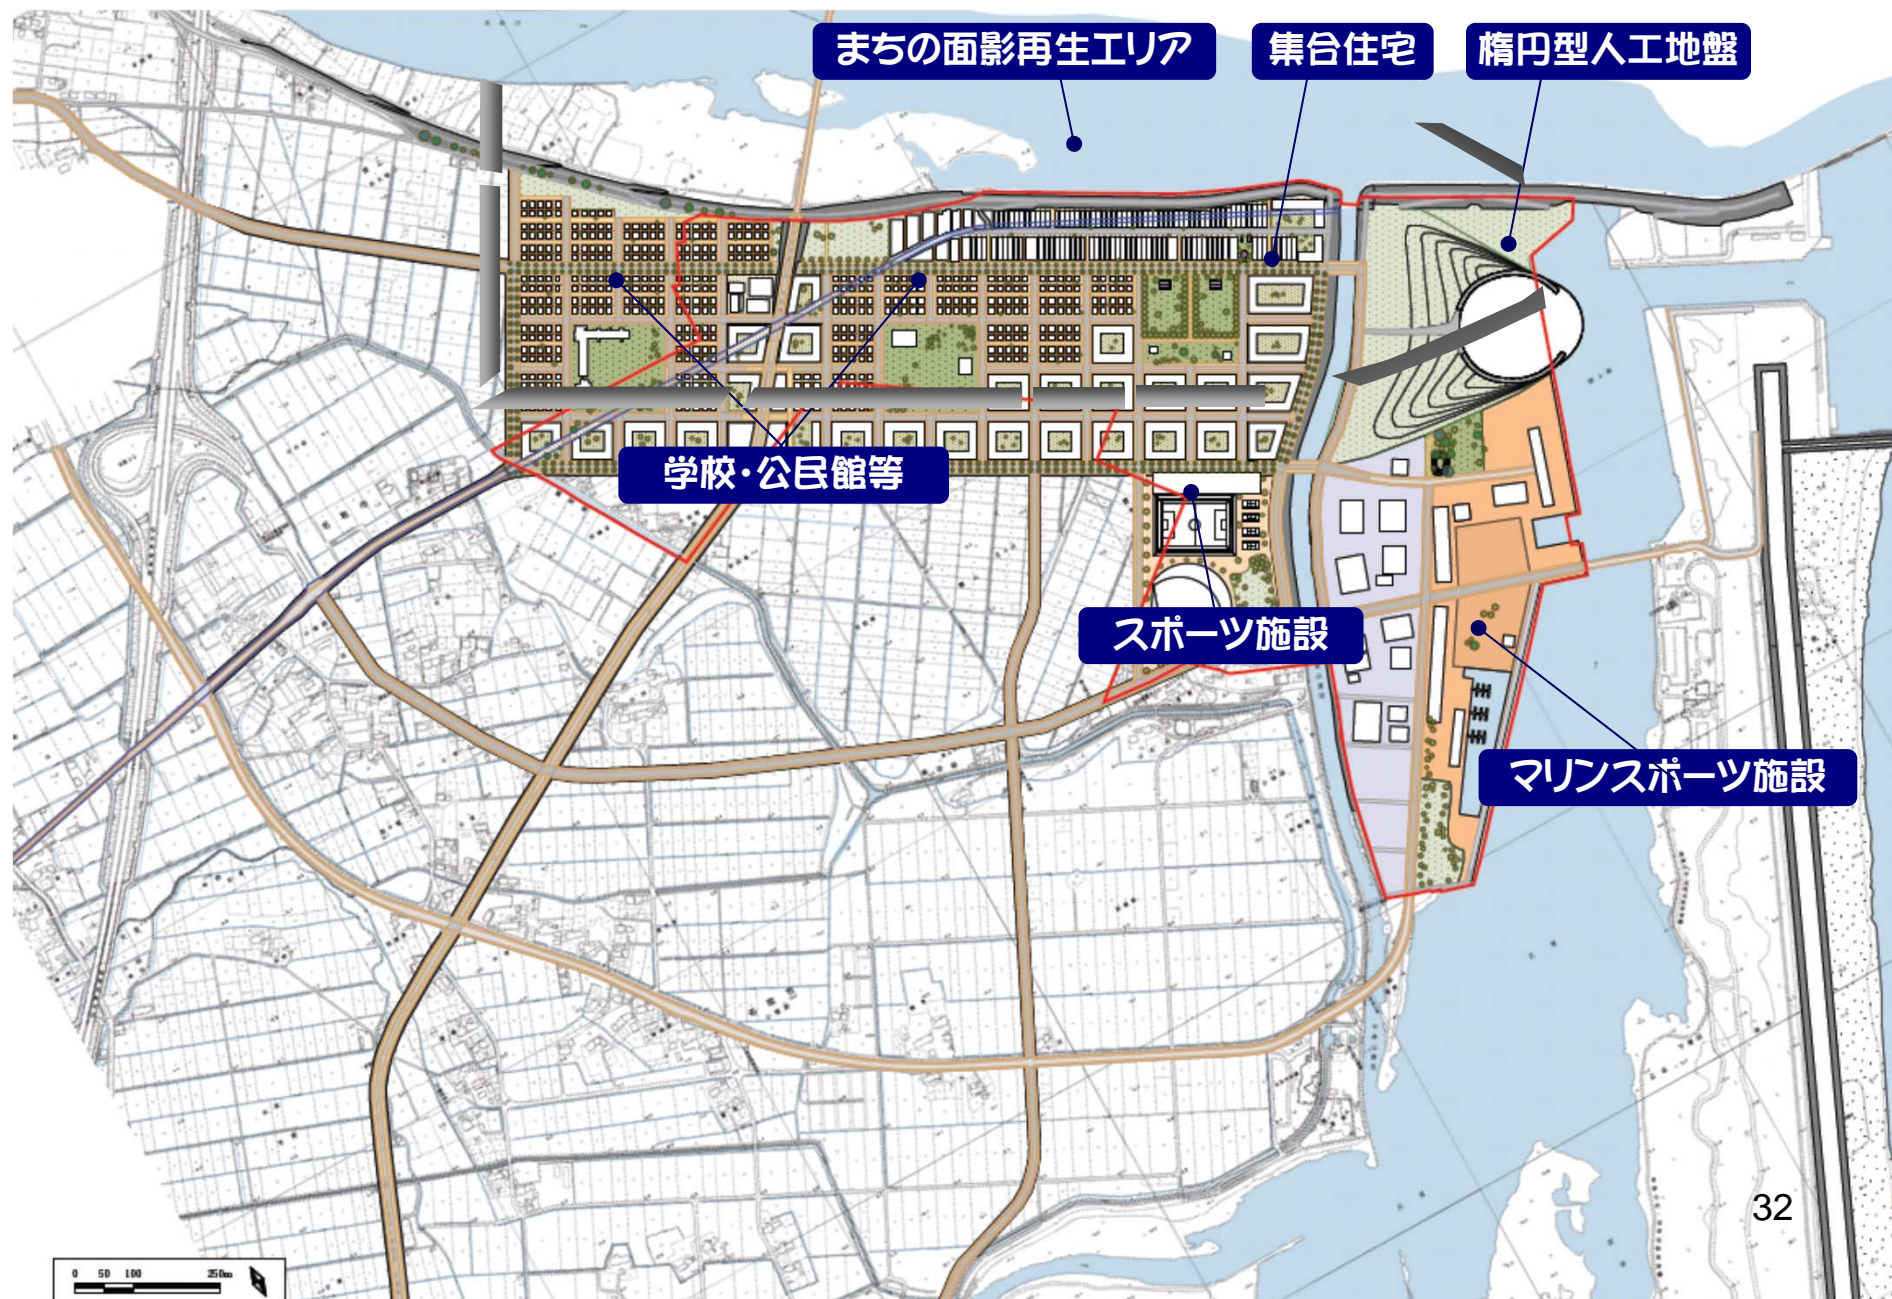 まちの面影再生エリア
集合住宅
楕円型人工地盤
学校・公民館等
スポーツ施設
マリンスポーツ施設
32
0 50 100 250m